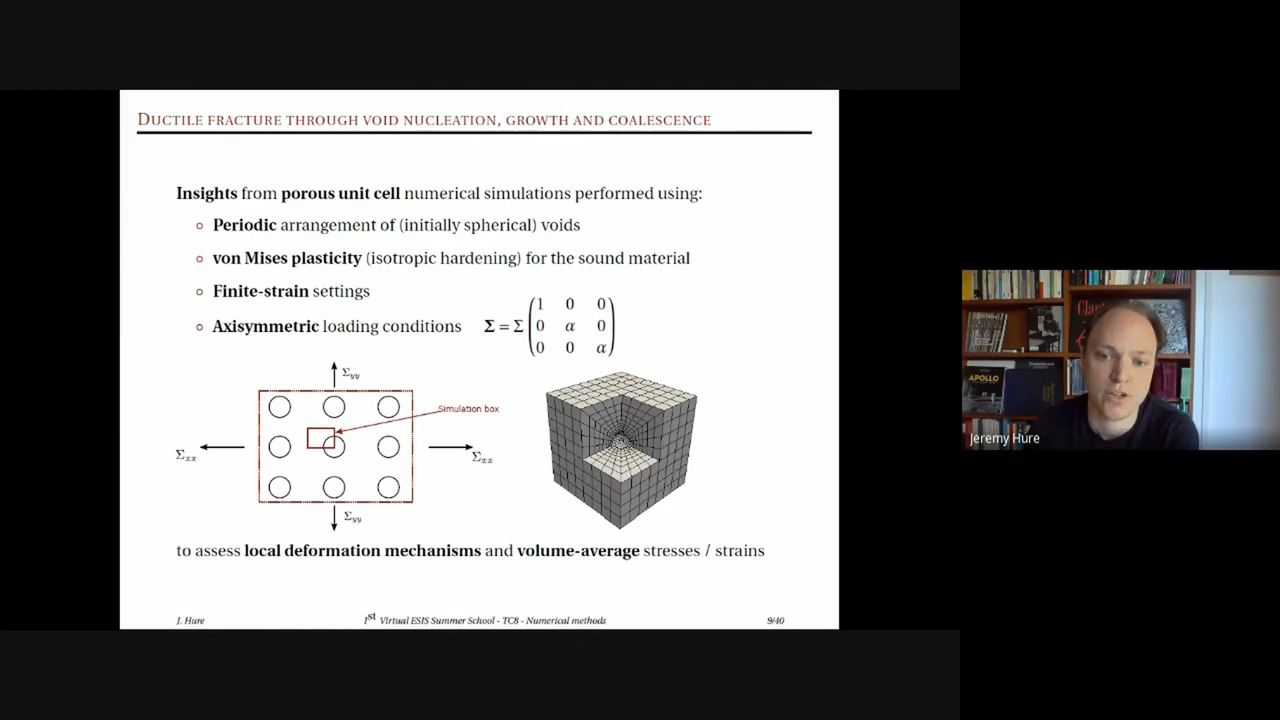 DUCTILE FRACTURE THROUGH VOID NUCLEATION, GROWTH AND COALESCENCE
Insights from porous unit cell numerical simulations performed using:
Periodic arrangement of (initially spherical) voids
von Mises plasticity (isotropic hardening) for the sound material
Finite-strain settings
Axisymmetric loading conditions Σ = Σ (1 0 0
0 α 0
0 0 α)
Σyy
Simulation box
Σxx
Σxx
Σyy
to assess local deformation mechanisms and volume-average stresses / strains
J. Hure 1st Virtual ESIS Summer School - TC8 - Numerical methods 9/40
APOLLO
Jeremy Hure